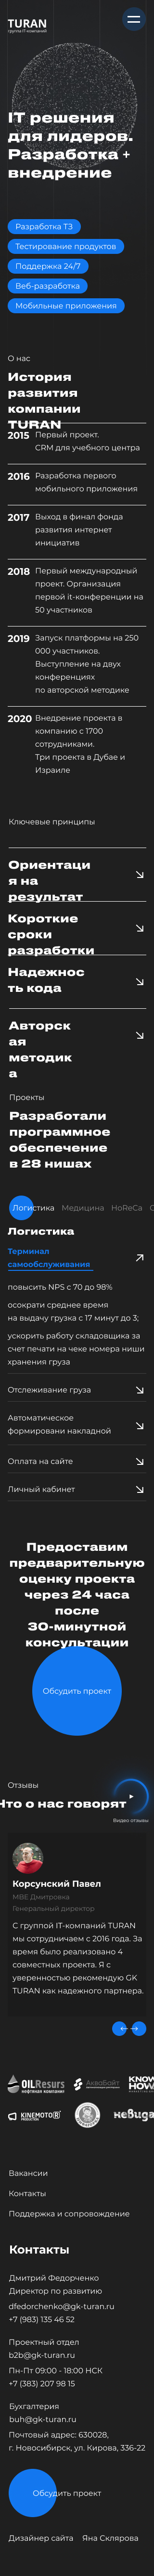 TURAN
группа IT-компаний
IT решения
для лидеров.
Разработка +
внедрение
Разработка ТЗ
Тестирование продуктов
Поддержка 24/7
Веб-разработка
Мобильные приложения
О нас
История
развития
компании
TURAN
2015 Первый проект.
CRM для учебного центра
2016 Разработка первого
мобильного приложения
2017 Выход в финал фонда
развития интернет
инициатив
2018 Первый международный
проект. Организация
первой it-конференции на
50 участников
2019 Запуск платформы на 250
000 участников.
Выступление на двух
конференциях
по авторской методике
2020 Внедрение проекта в
компанию с 1700
сотрудниками.
Три проекта в Дубае и
Израиле
Ключевые принципы
Ориентаци
я на
результат
Короткие
сроки
разработки
Надежнос
ть кода
Авторск
ая
методик
а
Проекты
Разработали
программное
обеспечение
в 28 нишах
Логистика Медицина HoReCa
Логистика
Терминал
самообслуживания
повысить NPS с 70 до 98%
осократи среднее время
на выдачу грузка с 17 минут до 3;
ускорить работу складовщика за
счет печати на чеке номера ниши
хранения груза
Отслеживание груза
Автоматическое
формировани накладной
Оплата на сайте
Личный кабинет
Предоставим
предварительную
оценку проекта
через 24 часа
после
30-минутной
консультации
Обсудить проект
Отзывы
Что о нас говорят
Видео отзывы
Корсунский Павел
МВЕ Дмитровка
Генеральный директор
С группой IT-компаний TURAN
мы сотрудничаем с 2016 года. За
время было реализовано 4
совместных проекта. Я с
уверенностью рекомендую GK
TURAN как надежного партнера.
OILResurs
нефтяная компания
АкваБайт
KNOW
HOW
KINEMOTO
невида
Вакансии
Контакты
Поддержка и сопровождение
Контакты
Дмитрий Федорченко
Директор по развитию
dfedorchenko@gk-turan.ru
+7 (983) 135 46 52
Проектный отдел
b2b@gk-turan.ru
Пн-Пт 09:00 - 18:00 НСК
+7 (383) 207 98 15
Бухгалтерия
buh@gk-turan.ru
Почтовый адрес: 630028,
г. Новосибирск, ул. Кирова, 336-22
Обсудить проект
Дизайнер сайта Яна Склярова